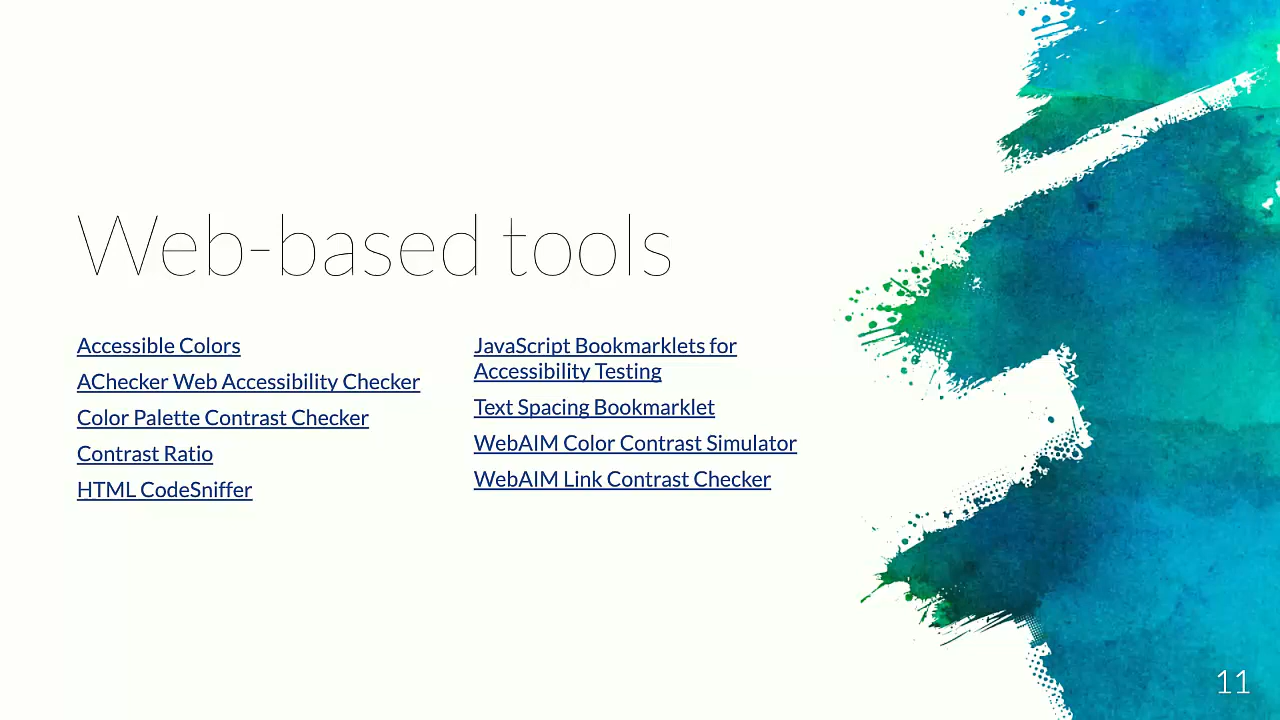 Web-based tools
Accessible Colors
AChecker Web Accessibility Checker
Color Palette Contrast Checker
Contrast Ratio
HTML CodeSniffer
JavaScript Bookmarklets for
Accessibility Testing
Text Spacing Bookmarklet
WebAIM Color Contrast Simulator
WebAIM Link Contrast Checker
11